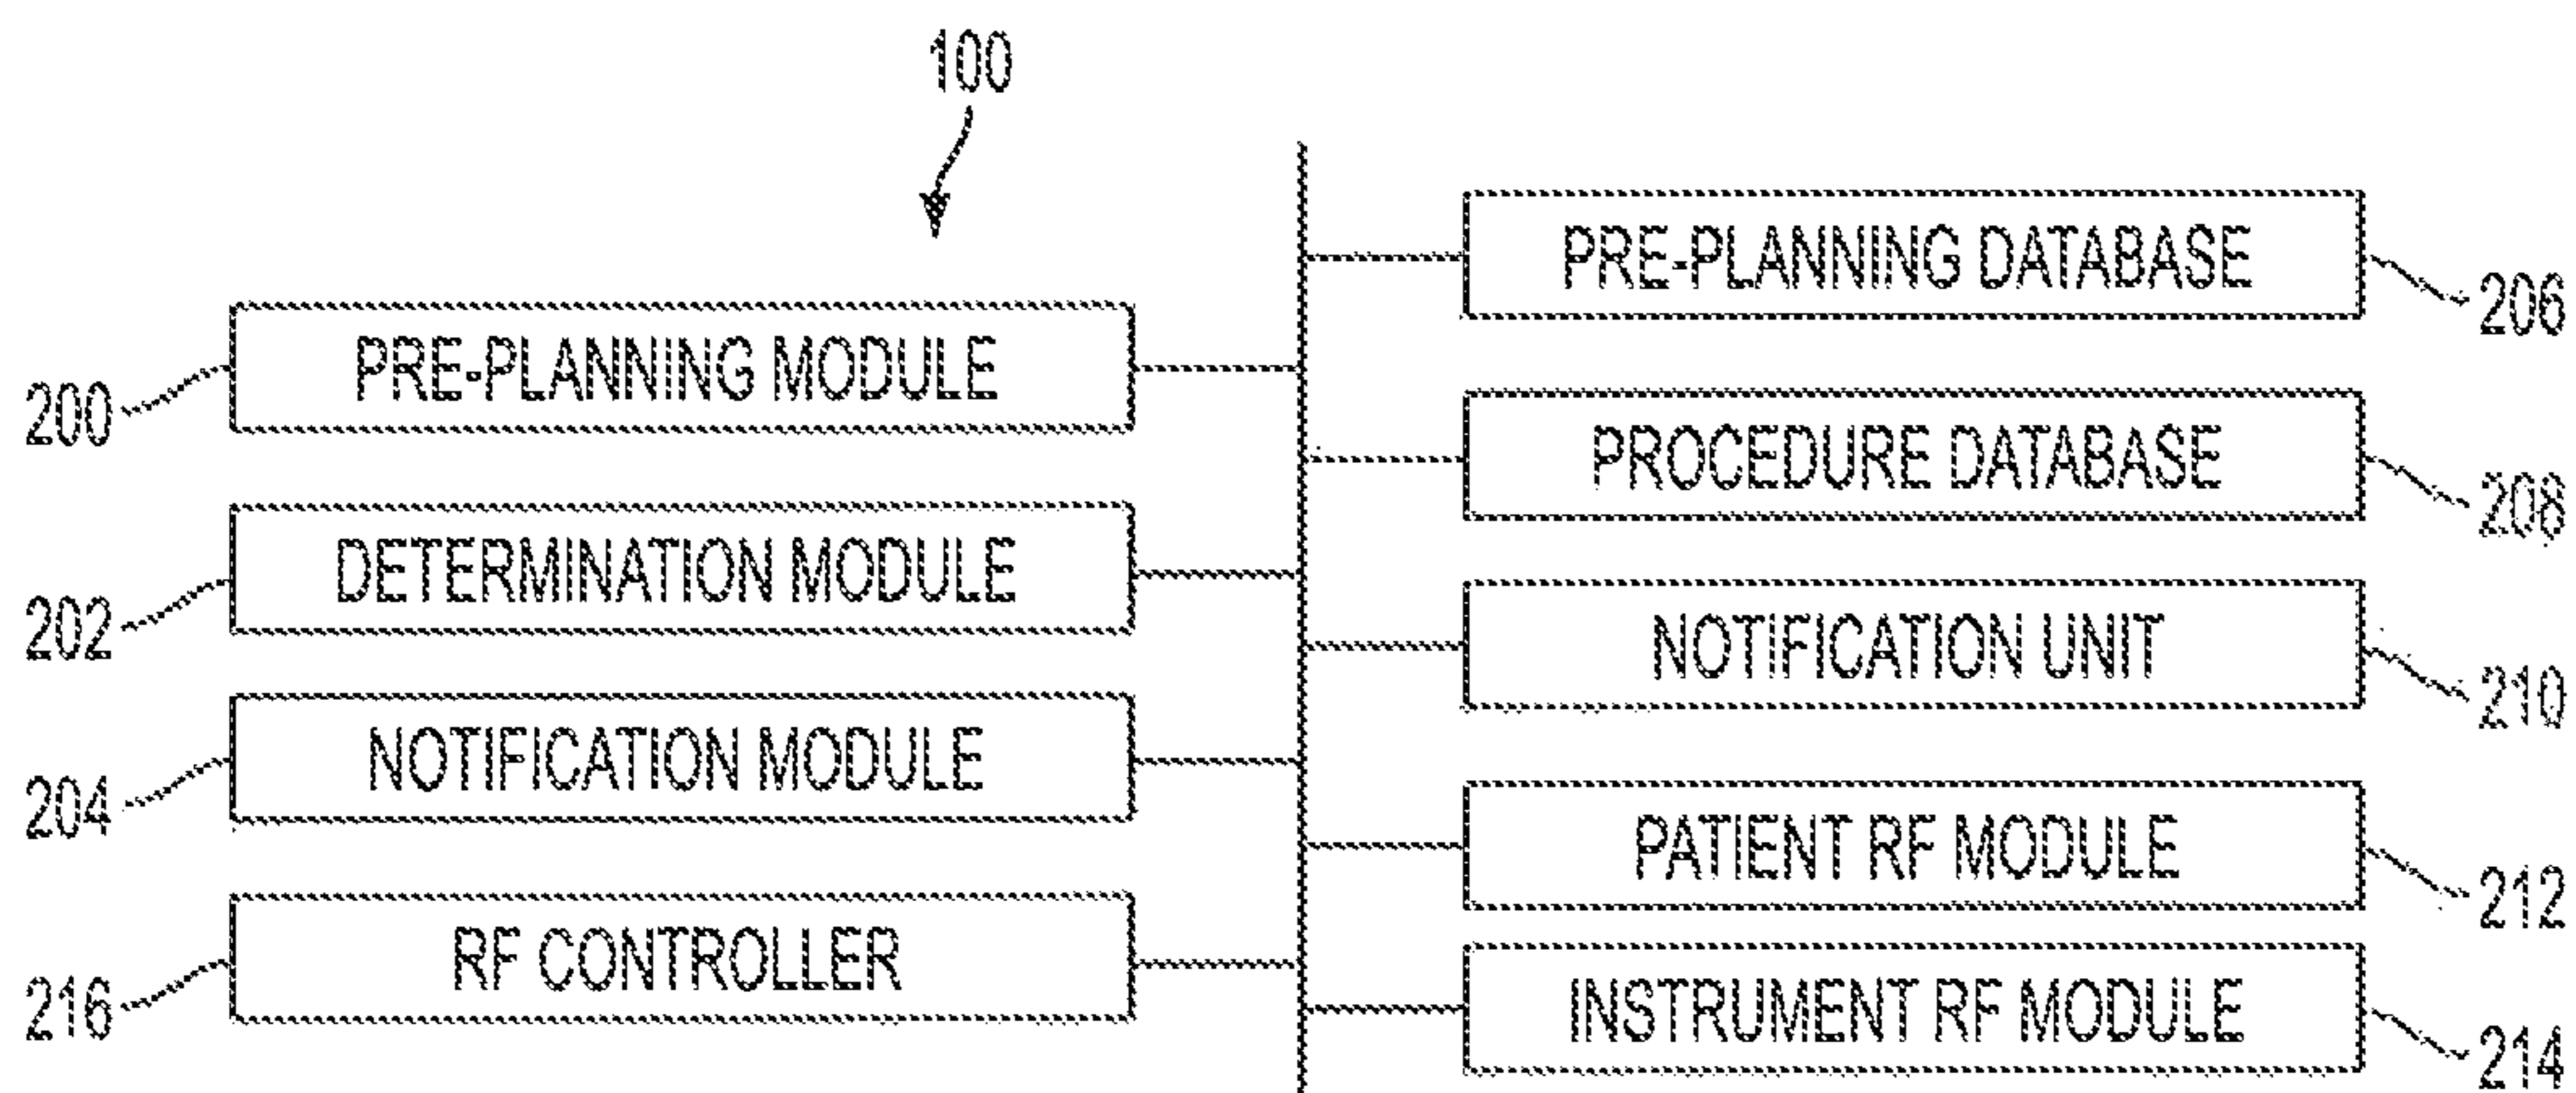 100
PRE-PLANNING MODULE
200
DETERMINATION MODULE
202
NOTIFICATION MODULE
204
RF CONTROLLER
216
PRE-PLANNING DATABASE
206
PROCEDURE DATABASE
208
NOTIFICATION UNIT
210
PATIENT RF MODULE
212
INSTRUMENT RF MODULE
214